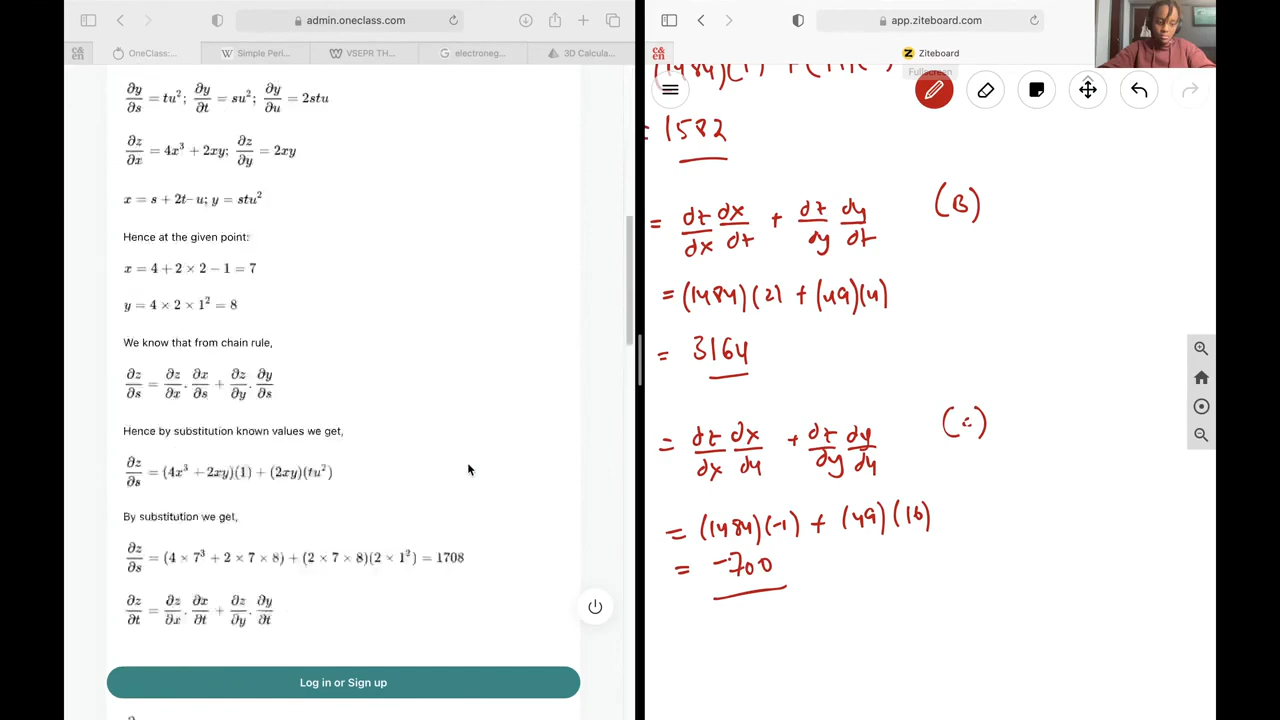 admin.oneclass.com
OneClass:...
Simple Peri...
VSEPR TH...
electroneg...
3D Calcula...
∂y/∂s = tu²; ∂y/∂t = su²; ∂y/∂u = 2stu
∂z/∂x = 4x³ + 2xy; ∂z/∂y = 2xy
x = s + 2t– u; y = stu²
Hence at the given point:
x = 4 + 2 × 2 − 1 = 7
y = 4 × 2 × 1² = 8
We know that from chain rule,
∂z/∂s = ∂z/∂x . ∂x/∂s + ∂z/∂y . ∂y/∂s
Hence by substitution known values we get,
∂z/∂s = (4x³ + 2xy)(1) + (2xy)(tu²)
By substitution we get,
∂z/∂s = (4 × 7³ + 2 × 7 × 8) + (2 × 7 × 8)(2 × 1²) = 1708
∂z/∂t = ∂z/∂x . ∂x/∂t + ∂z/∂y . ∂y/∂t
Log in or Sign up
app.ziteboard.com
Ziteboard
Fullscreen
= 1582
= dz/dx dx/dt + dz/dy dy/dt (B)
= (1484)(2) + (49)(4)
= 3164
= dz/dx dx/du + dz/dy dy/du (C)
= (1484)(-1) + (49)(16)
= -700